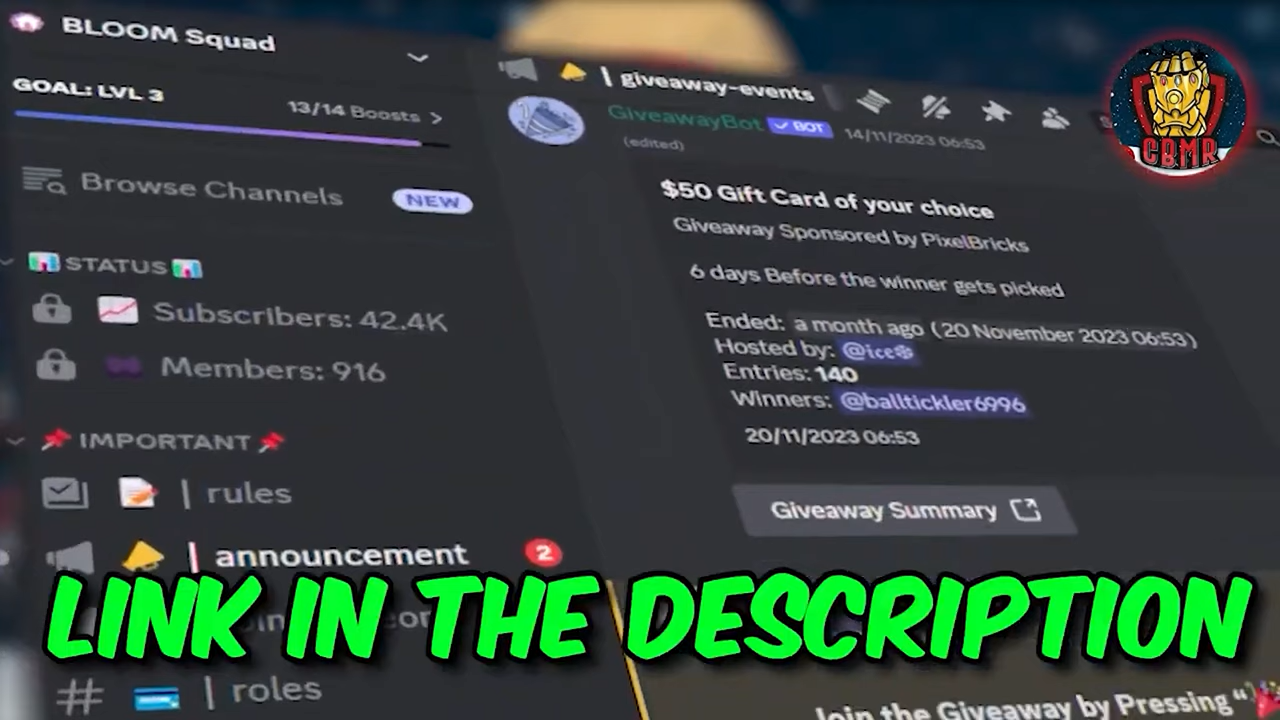 BLOOM Squad
GOAL: LVL 3
13/14 Boosts >
Browse Channels
NEW
STATUS
Subscribers: 42.4K
Members: 916
IMPORTANT
| rules
| announcement
2
# | roles
| giveaway-events
GiveawayBot ✓ BOT 14/11/2023 06:53
(edited)
$50 Gift Card of your choice
Giveaway Sponsored by PixelBricks
6 days Before the winner gets picked
Ended: a month ago (20 November 2023 06:53)
Hosted by: @ice❄
Entries: 140
Winners: @balltickler6996
20/11/2023 06:53
Giveaway Summary
Join the Giveaway by Pressing “🎉
CBMR
LINK IN THE DESCRIPTION